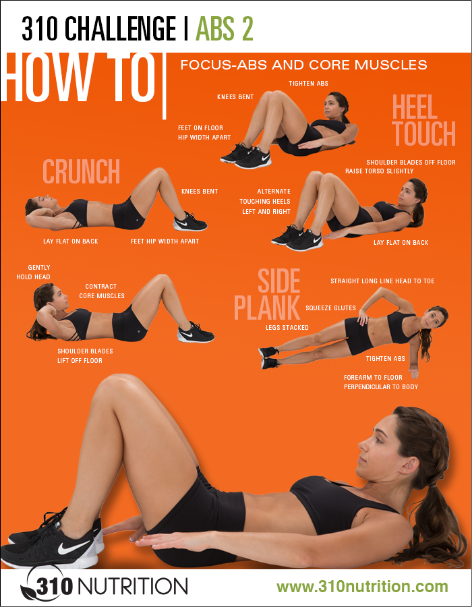 310 CHALLENGE | ABS 2
HOW TO
FOCUS-ABS AND CORE MUSCLES
TIGHTEN ABS
KNEES BENT
FEET ON FLOOR
HIP WIDTH APART
HEEL
TOUCH
SHOULDER BLADES OFF FLOOR
RAISE TORSO SLIGHTLY
ALTERNATE
TOUCHING HEELS
LEFT AND RIGHT
LAY FLAT ON BACK
CRUNCH
KNEES BENT
LAY FLAT ON BACK
FEET HIP WIDTH APART
GENTLY
HOLD HEAD
CONTRACT
CORE MUSCLES
SHOULDER BLADES
LIFT OFF FLOOR
SIDE
PLANK
STRAIGHT LONG LINE HEAD TO TOE
SQUEEZE GLUTES
LEGS STACKED
TIGHTEN ABS
FOREARM TO FLOOR
PERPENDICULAR TO BODY
310 NUTRITION
www.310nutrition.com